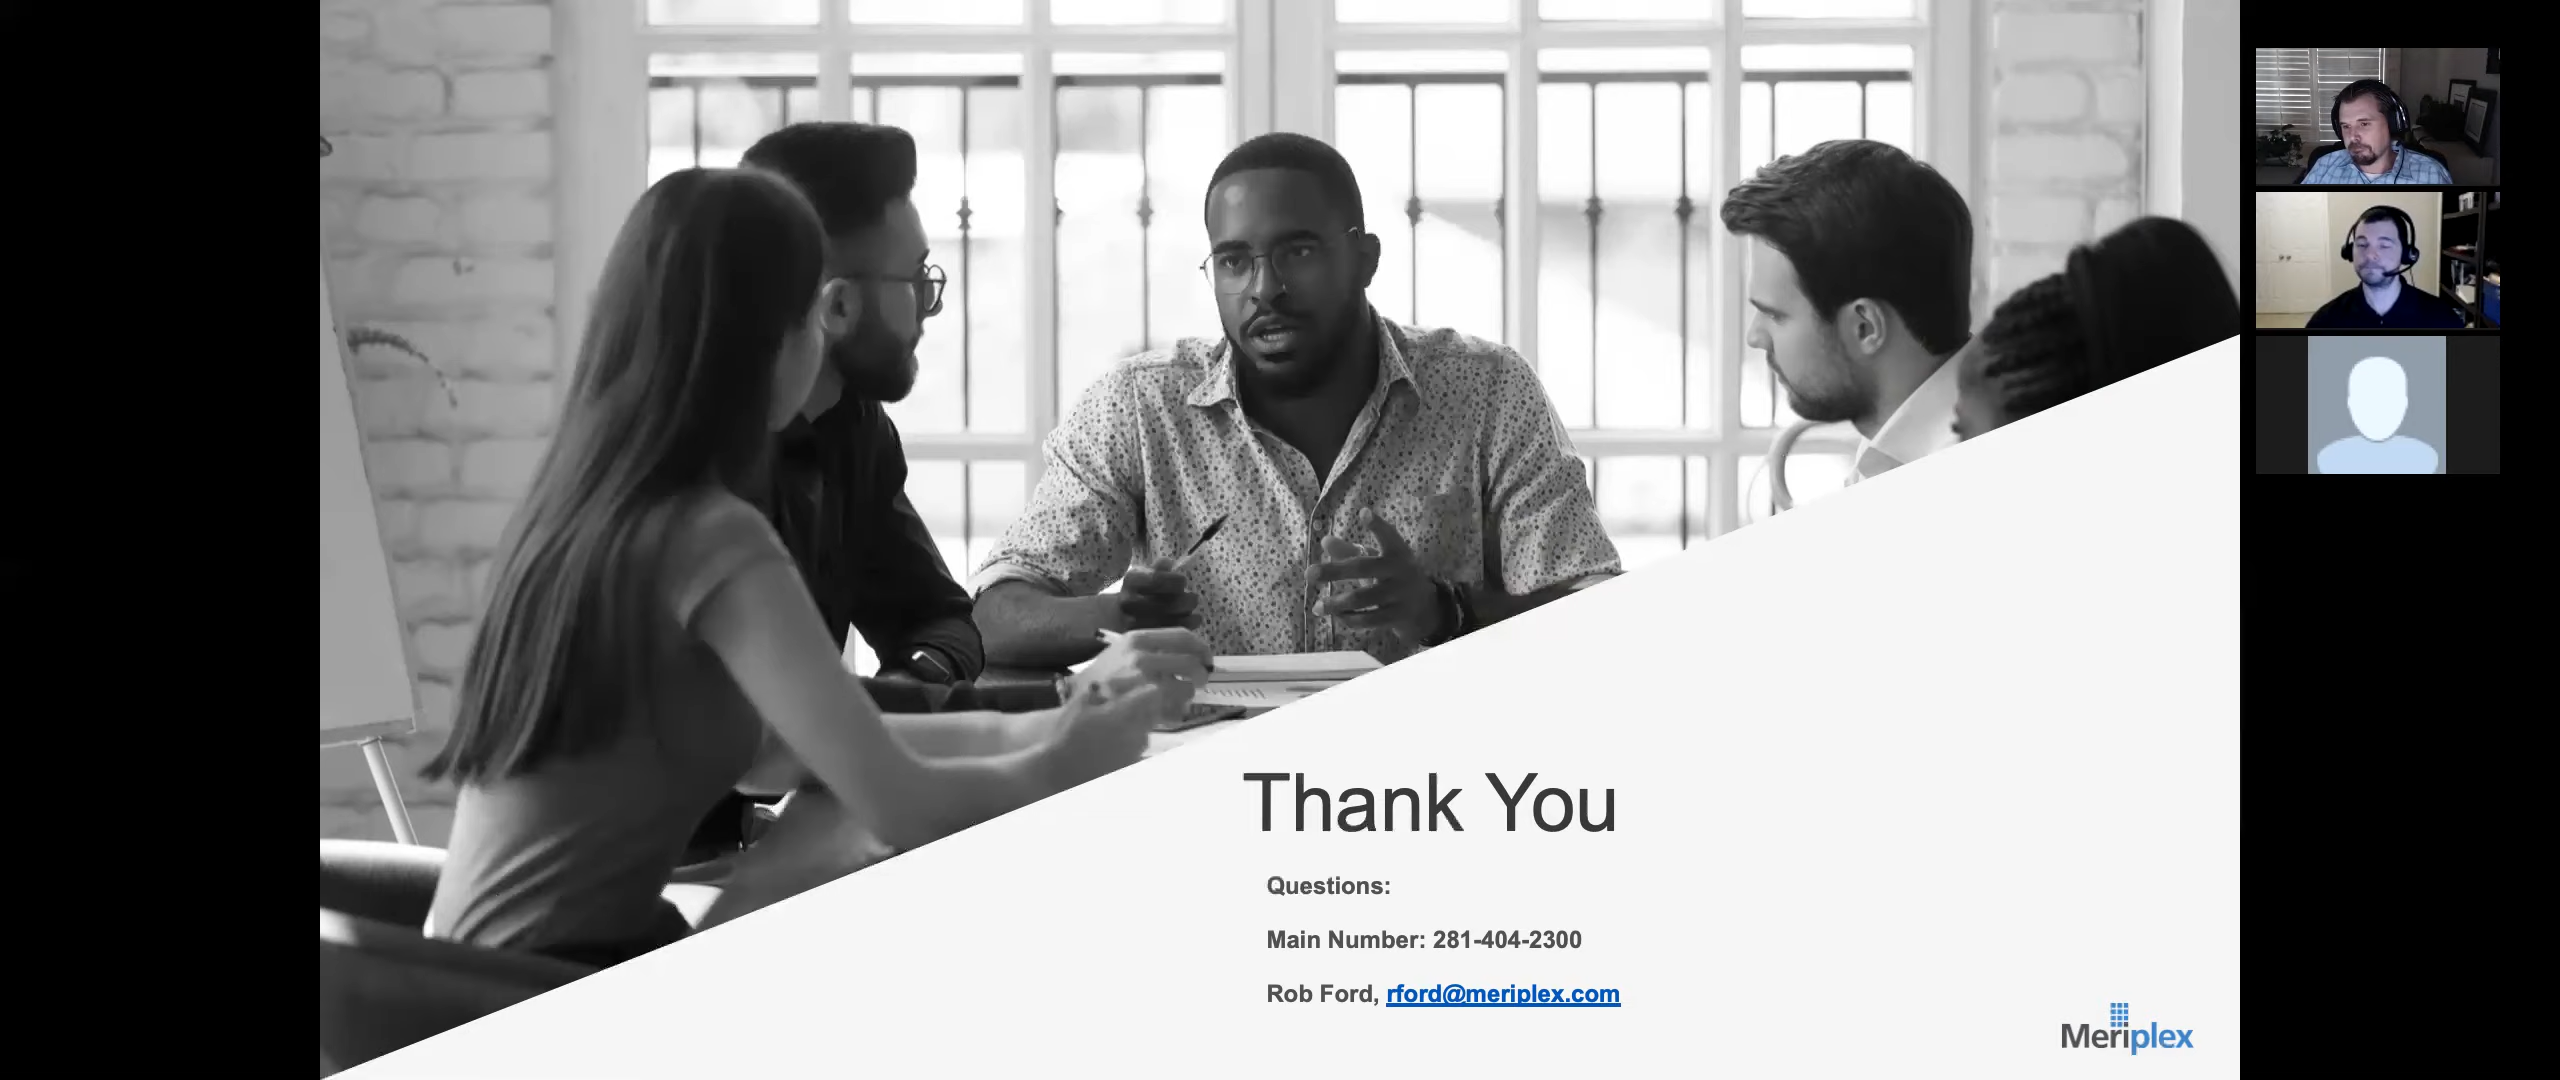 Thank You
Questions:
Main Number: 281-404-2300
Rob Ford, rford@meriplex.com
Meriplex